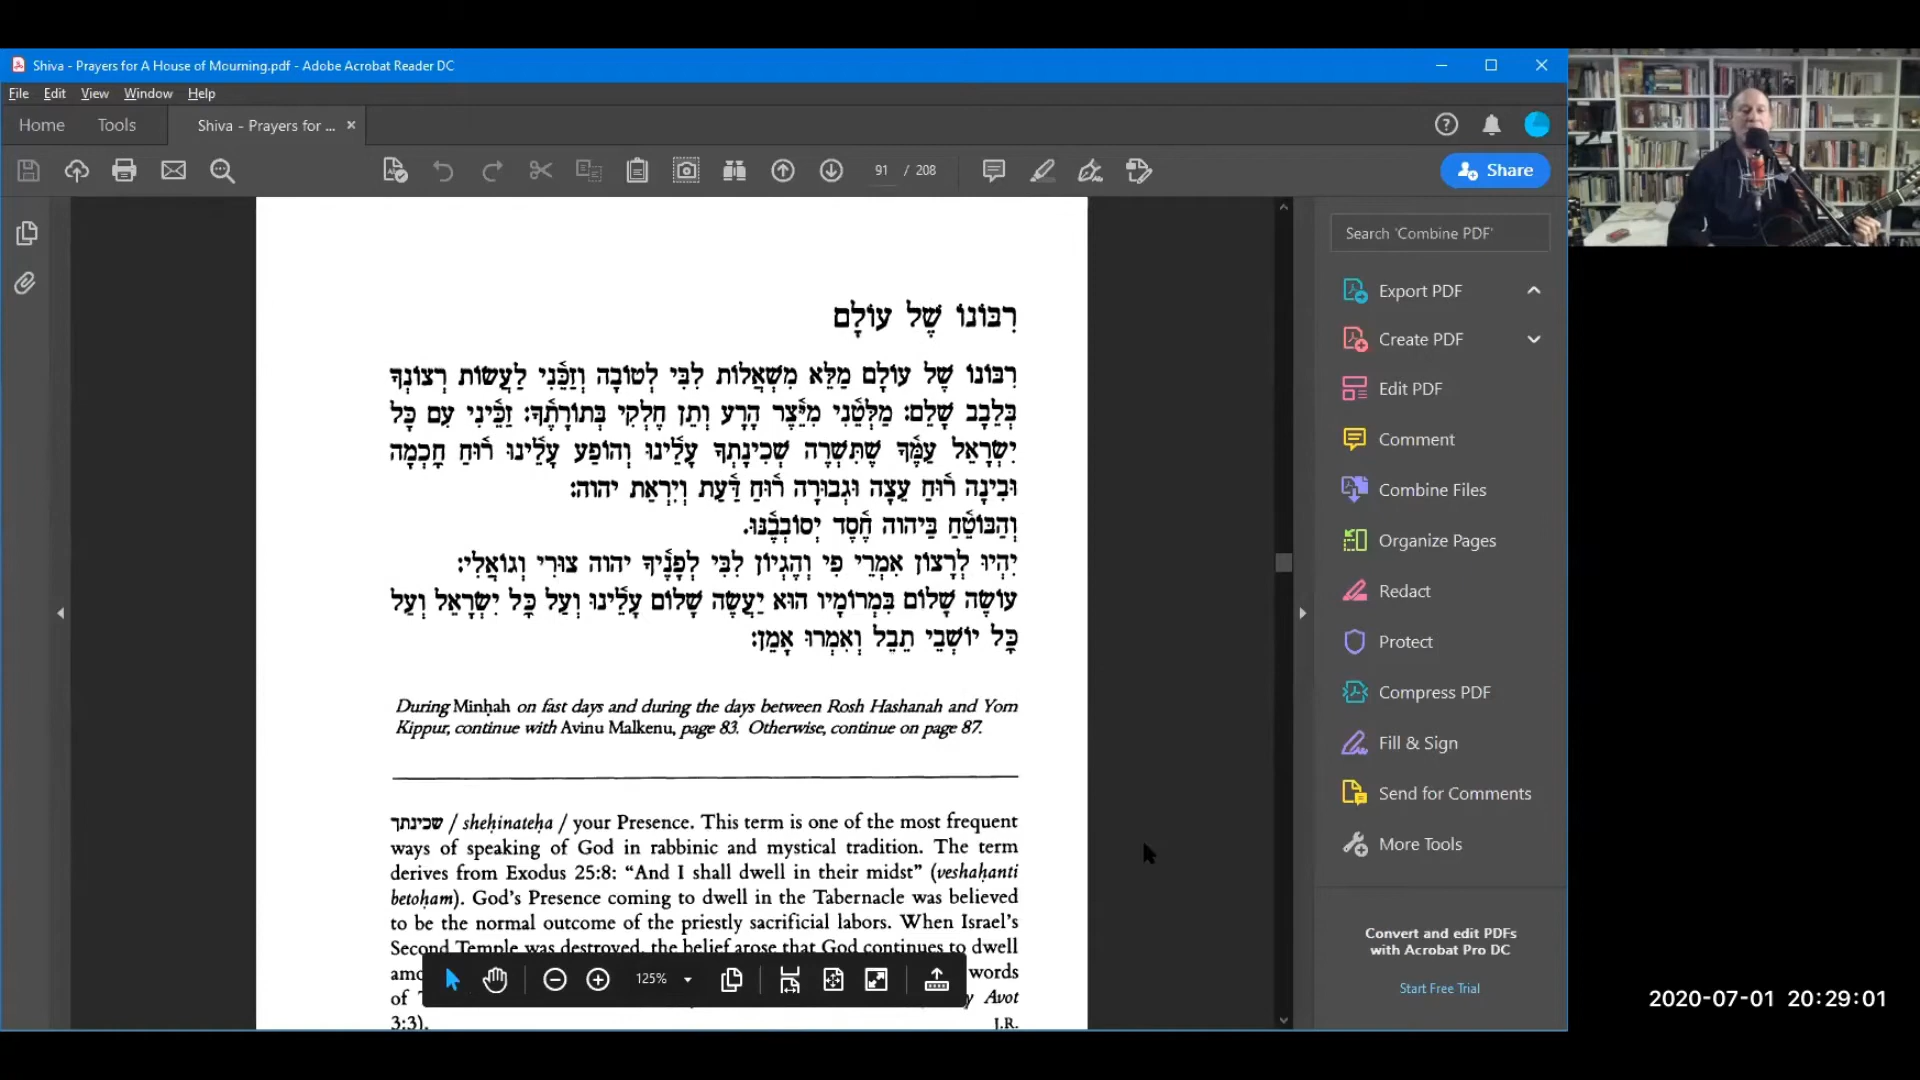 Shiva - Prayers for A House of Mourning.pdf - Adobe Acrobat Reader DC
File Edit View Window Help
Home Tools Shiva - Prayers for ... ×
91 / 208
Share
רִבּוֹנוֹ שֶׁל עוֹלָם
רִבּוֹנוֹ שֶׁל עוֹלָם מַלֵּא מִשְׁאֲלוֹת לִבִּי לְטוֹבָה וְזַכֵּנִי לַעֲשׂוֹת רְצוֹנְךָ
בְּלֵבָב שָׁלֵם: מַלְּטֵנִי מִיֵּצֶר הָרָע וְתֵן חֶלְקִי בְּתוֹרָתֶךָ: זַכֵּינִי עִם כׇּל
יִשְׂרָאֵל עַמֶּךָ שֶׁתִּשְׁרֶה שְׁכִינָתְךָ עָלֵינוּ וְהוֹפַע עָלֵינוּ רוּחַ חׇכְמָה
וּבִינָה רוּחַ עֵצָה וּגְבוּרָה רוּחַ דַּעַת וְיִרְאַת יהוה:
וְהַבּוֹטֵחַ בַּיהוה חֶסֶד יְסוֹבְבֶנּוּ.
יִהְיוּ לְרָצוֹן אִמְרֵי פִי וְהֶגְיוֹן לִבִּי לְפָנֶיךָ יהוה צוּרִי וְגוֹאֲלִי:
עוֹשֶׂה שָׁלוֹם בִּמְרוֹמָיו הוּא יַעֲשֶׂה שָׁלוֹם עָלֵינוּ וְעַל כׇּל יִשְׂרָאֵל וְעַל
כׇּל יוֹשְׁבֵי תֵבֵל וְאִמְרוּ אָמֵן:
During Minḥah on fast days and during the days between Rosh Hashanah and Yom
Kippur, continue with Avinu Malkenu, page 83. Otherwise, continue on page 87.
שכינתך / sheḥinateḥa / your Presence. This term is one of the most frequent
ways of speaking of God in rabbinic and mystical tradition. The term
derives from Exodus 25:8: “And I shall dwell in their midst” (veshaḥanti
betoḥam). God’s Presence coming to dwell in the Tabernacle was believed
to be the normal outcome of the priestly sacrificial labors. When Israel’s
Second Temple was destroyed, the belief arose that God continues to dwell
words
of Avot
3:3). J.R.
125%
Search 'Combine PDF'
Export PDF
Create PDF
Edit PDF
Comment
Combine Files
Organize Pages
Redact
Protect
Compress PDF
Fill & Sign
Send for Comments
More Tools
Convert and edit PDFs
with Acrobat Pro DC
Start Free Trial
2020-07-01 20:29:01